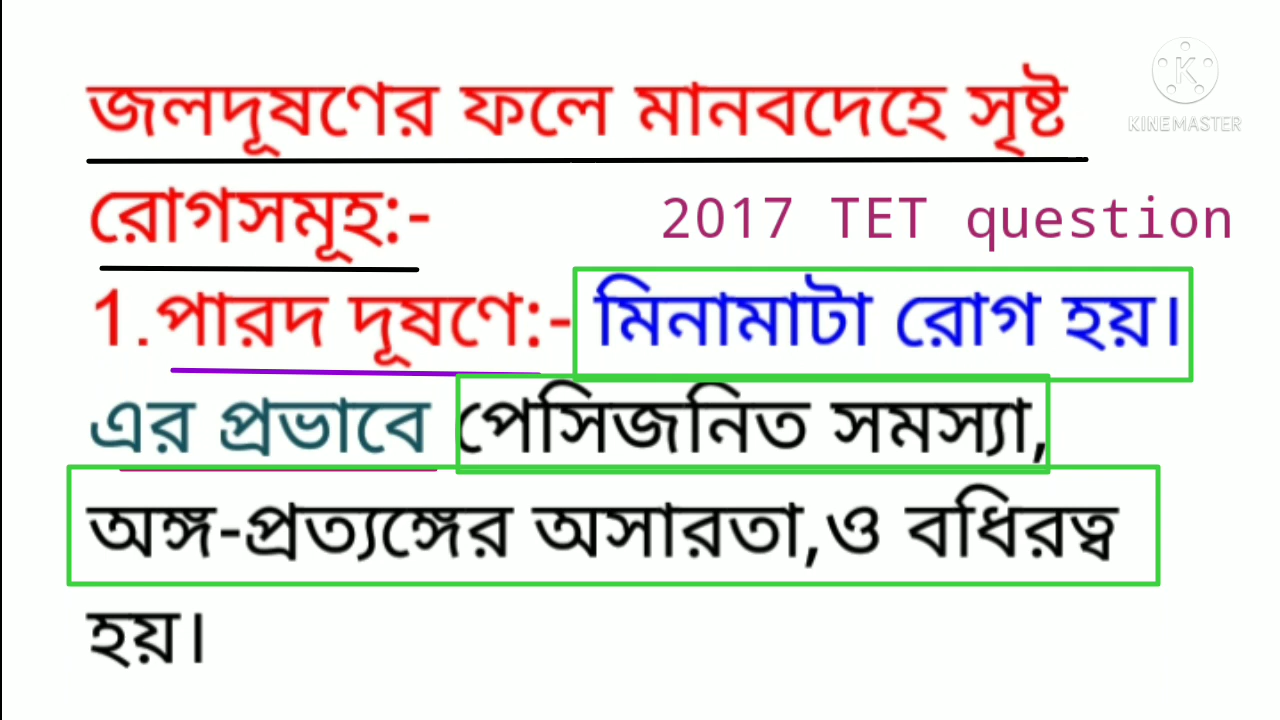 জলদূষণের ফলে মানবদেহে সৃষ্ট
KINEMASTER
রোগসমূহ:-
2017 TET question
1.পারদ দূষণে:- মিনামাটা রোগ হয়।
এর প্রভাবে পেসিজনিত সমস্যা,
অঙ্গ-প্রত্যঙ্গের অসারতা,ও বধিরত্ব
হয়।